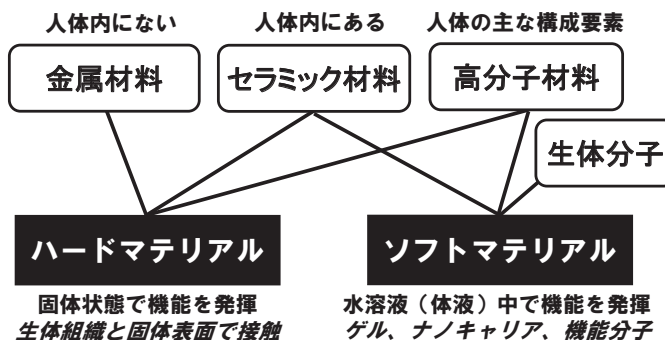 人体内にない
人体内にある
人体の主な構成要素
金属材料
セラミック材料
高分子材料
生体分子
ハードマテリアル
ソフトマテリアル
固体状態で機能を発揮
生体組織と固体表面で接触
水溶液（体液）中で機能を発揮
ゲル、ナノキャリア、機能分子